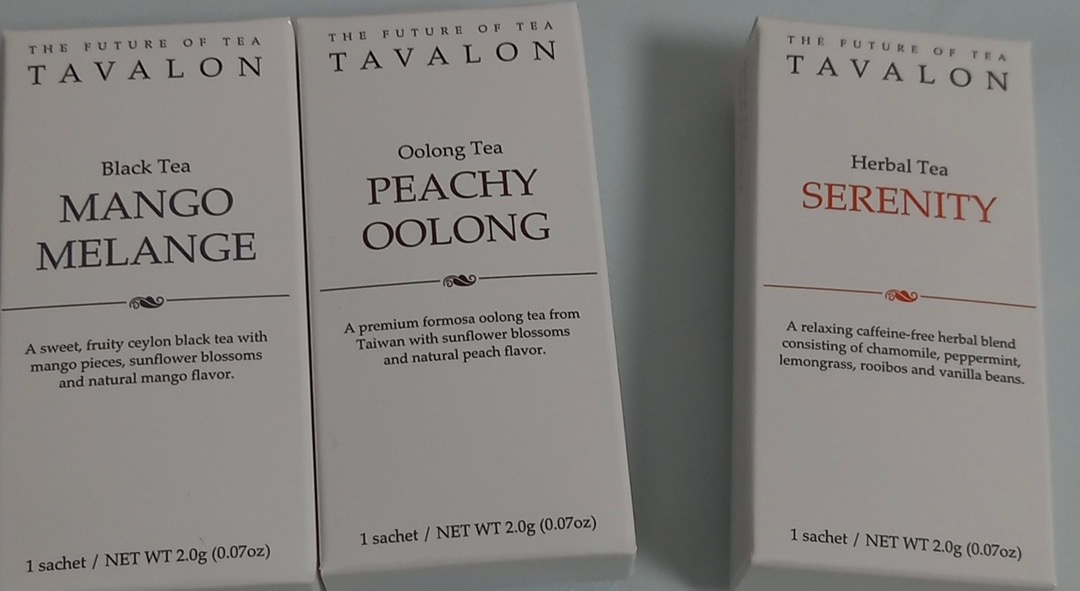 THE FUTURE OF TEA
TAVALON
Black Tea
MANGO
MELANGE
A sweet, fruity ceylon black tea with
mango pieces, sunflower blossoms
and natural mango flavor.
1 sachet / NET WT 2.0g (0.07oz)
THE FUTURE OF TEA
TAVALON
Oolong Tea
PEACHY
OOLONG
A premium formosa oolong tea from
Taiwan with sunflower blossoms
and natural peach flavor.
1 sachet / NET WT 2.0g (0.07oz)
THE FUTURE OF TEA
TAVALON
Herbal Tea
SERENITY
A relaxing caffeine-free herbal blend
consisting of chamomile, peppermint,
lemongrass, rooibos and vanilla beans.
1 sachet / NET WT 2.0g (0.07oz)